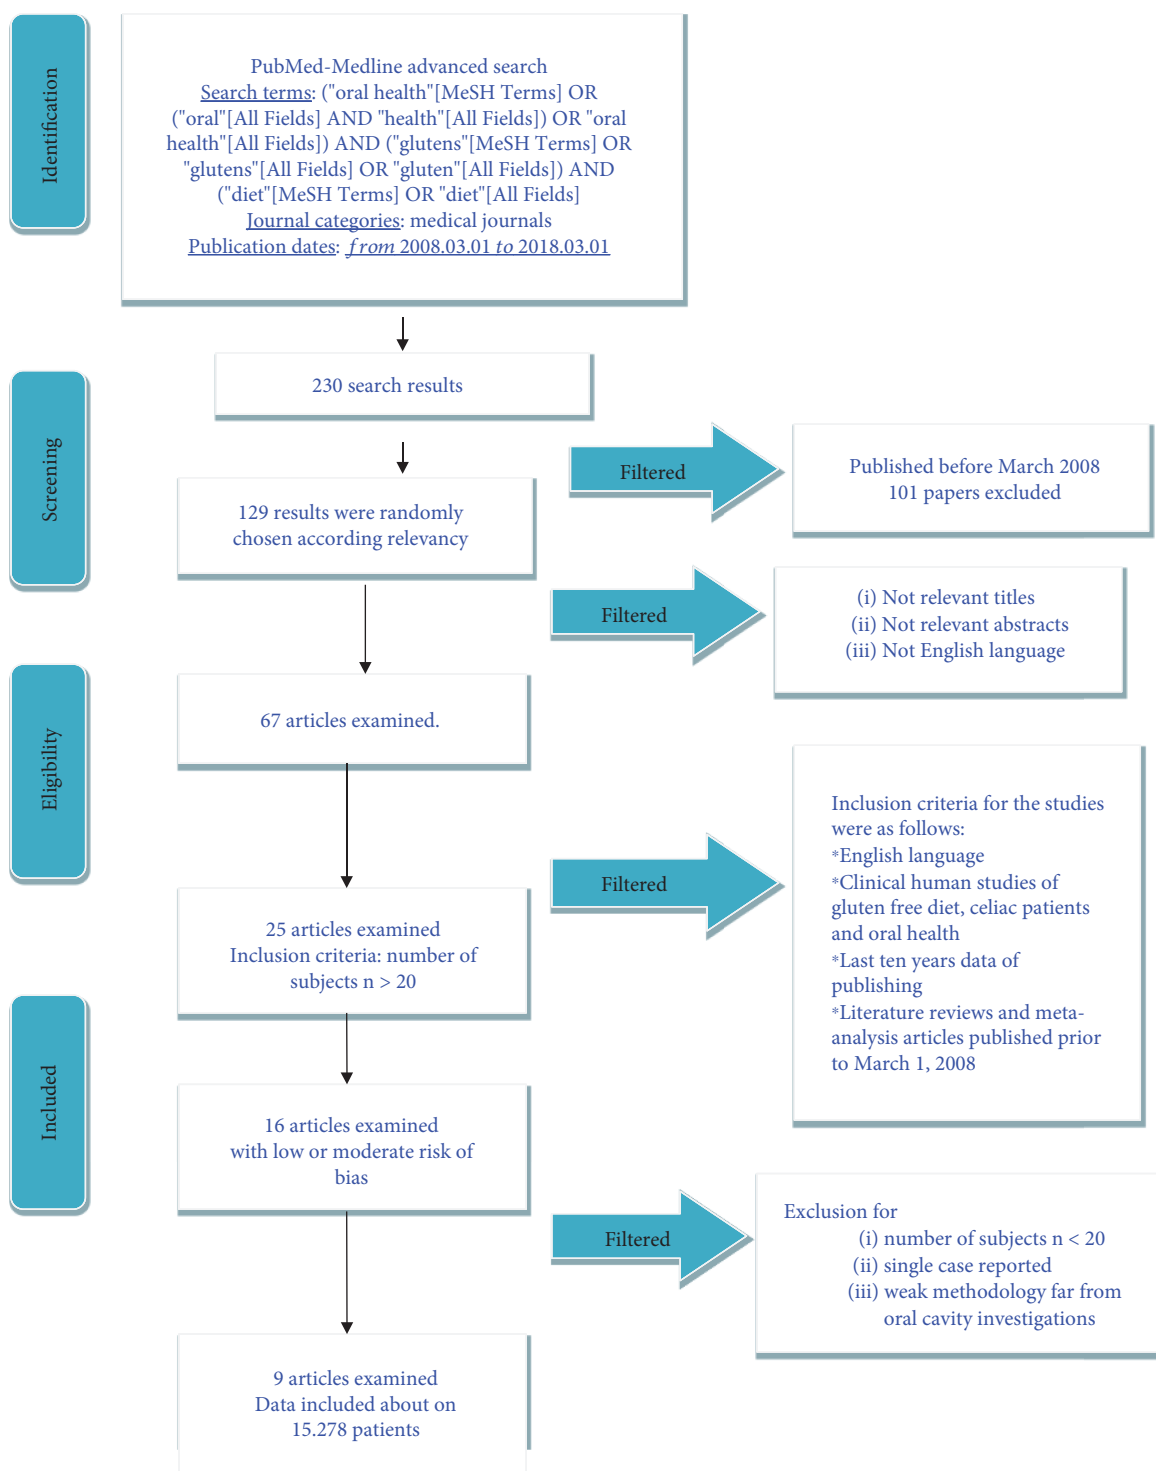 Identification
PubMed-Medline advanced search
Search terms: ("oral health"[MeSH Terms] OR
("oral"[All Fields] AND "health"[All Fields]) OR "oral
health"[All Fields]) AND ("glutens"[MeSH Terms] OR
"glutens"[All Fields] OR "gluten"[All Fields]) AND
("diet"[MeSH Terms] OR "diet"[All Fields]
Journal categories: medical journals
Publication dates: from 2008.03.01 to 2018.03.01
230 search results
Screening
Filtered
Published before March 2008
101 papers excluded
129 results were randomly
chosen according relevancy
Filtered
(i) Not relevant titles
(ii) Not relevant abstracts
(iii) Not English language
Eligibility
67 articles examined.
Filtered
Inclusion criteria for the studies
were as follows:
*English language
*Clinical human studies of
gluten free diet, celiac patients
and oral health
*Last ten years data of
publishing
*Literature reviews and meta-
analysis articles published prior
to March 1, 2008
25 articles examined
Inclusion criteria: number of
subjects n > 20
Included
16 articles examined
with low or moderate risk of
bias
Filtered
Exclusion for
(i) number of subjects n < 20
(ii) single case reported
(iii) weak methodology far from
oral cavity investigations
9 articles examined
Data included about on
15.278 patients